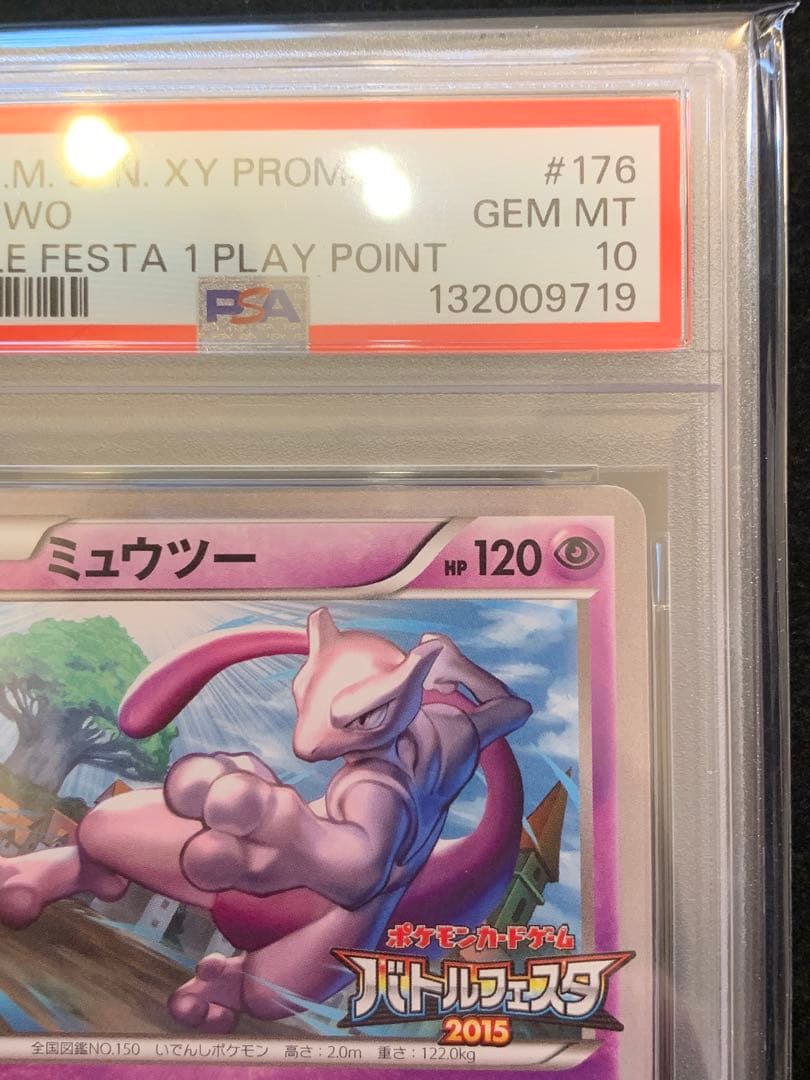 .M. XY PROM
#176
WO
GEM MT
LE FESTA 1 PLAY POINT
10
PSA
132009719
ミュウツー
HP 120
ポケモンカードゲーム
バトルフェスタ
2015
全国図鑑NO.150 いでんしポケモン 高さ:2.0m 重さ:122.0kg